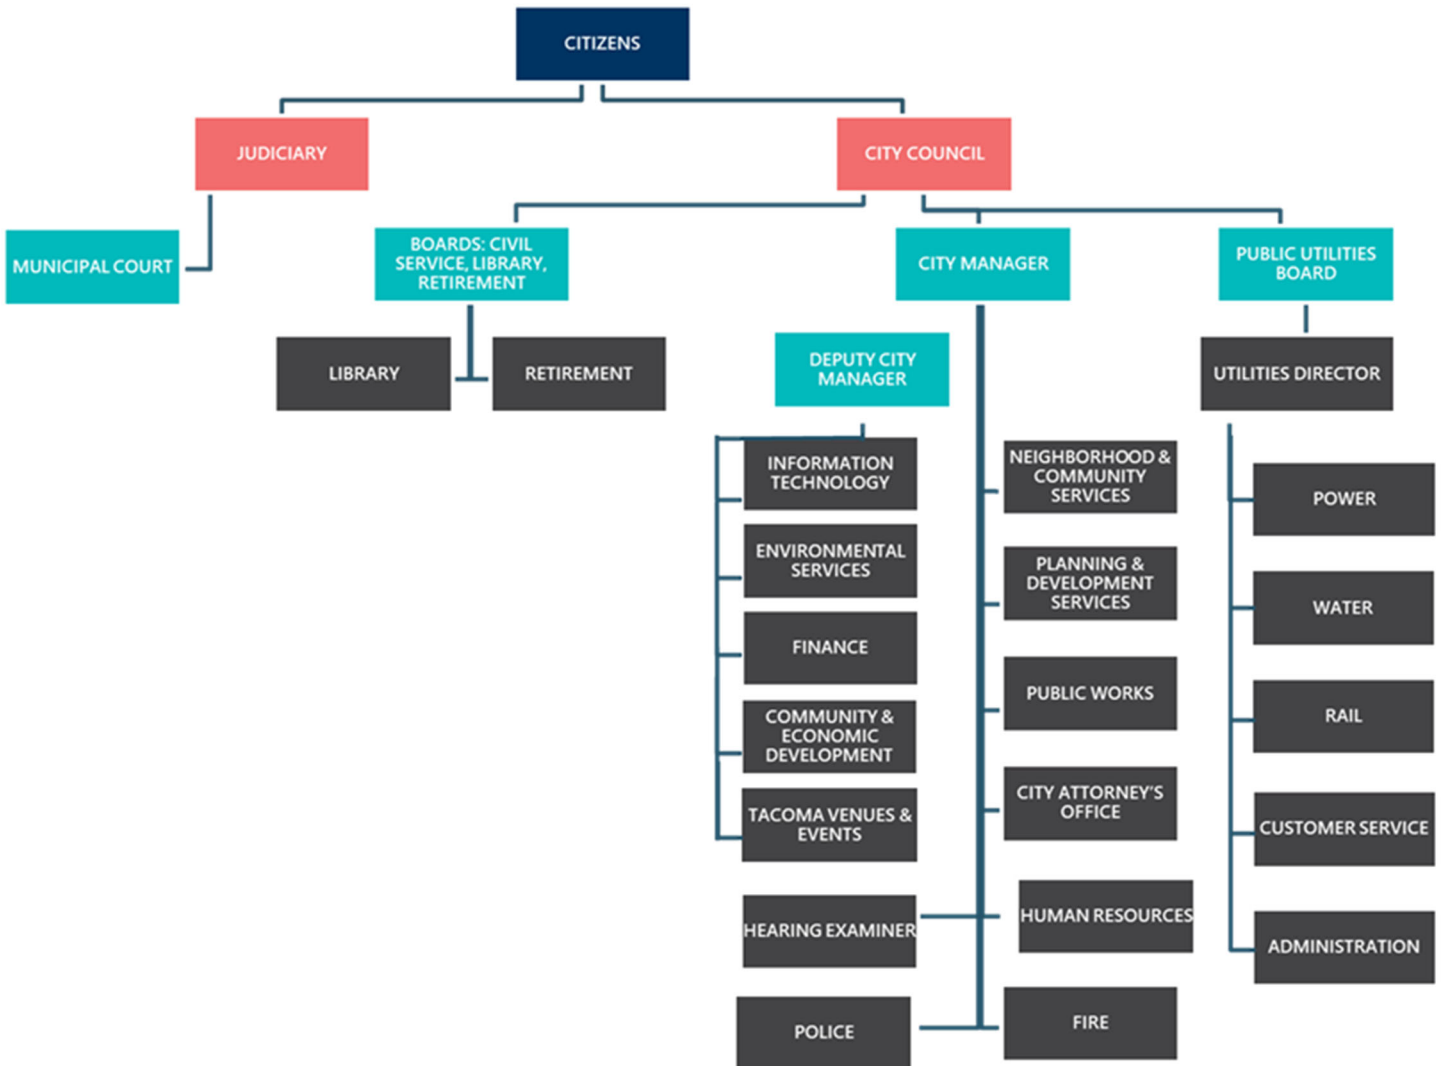 CITIZENS
JUDICIARY
CITY COUNCIL
MUNICIPAL COURT
BOARDS: CIVIL
SERVICE, LIBRARY,
RETIREMENT
CITY MANAGER
PUBLIC UTILITIES
BOARD
LIBRARY
RETIREMENT
DEPUTY CITY
MANAGER
UTILITIES DIRECTOR
INFORMATION
TECHNOLOGY
ENVIRONMENTAL
SERVICES
FINANCE
COMMUNITY &
ECONOMIC
DEVELOPMENT
TACOMA VENUES &
EVENTS
HEARING EXAMINER
POLICE
NEIGHBORHOOD &
COMMUNITY
SERVICES
PLANNING &
DEVELOPMENT
SERVICES
PUBLIC WORKS
CITY ATTORNEY'S
OFFICE
HUMAN RESOURCES
FIRE
POWER
WATER
RAIL
CUSTOMER SERVICE
ADMINISTRATION